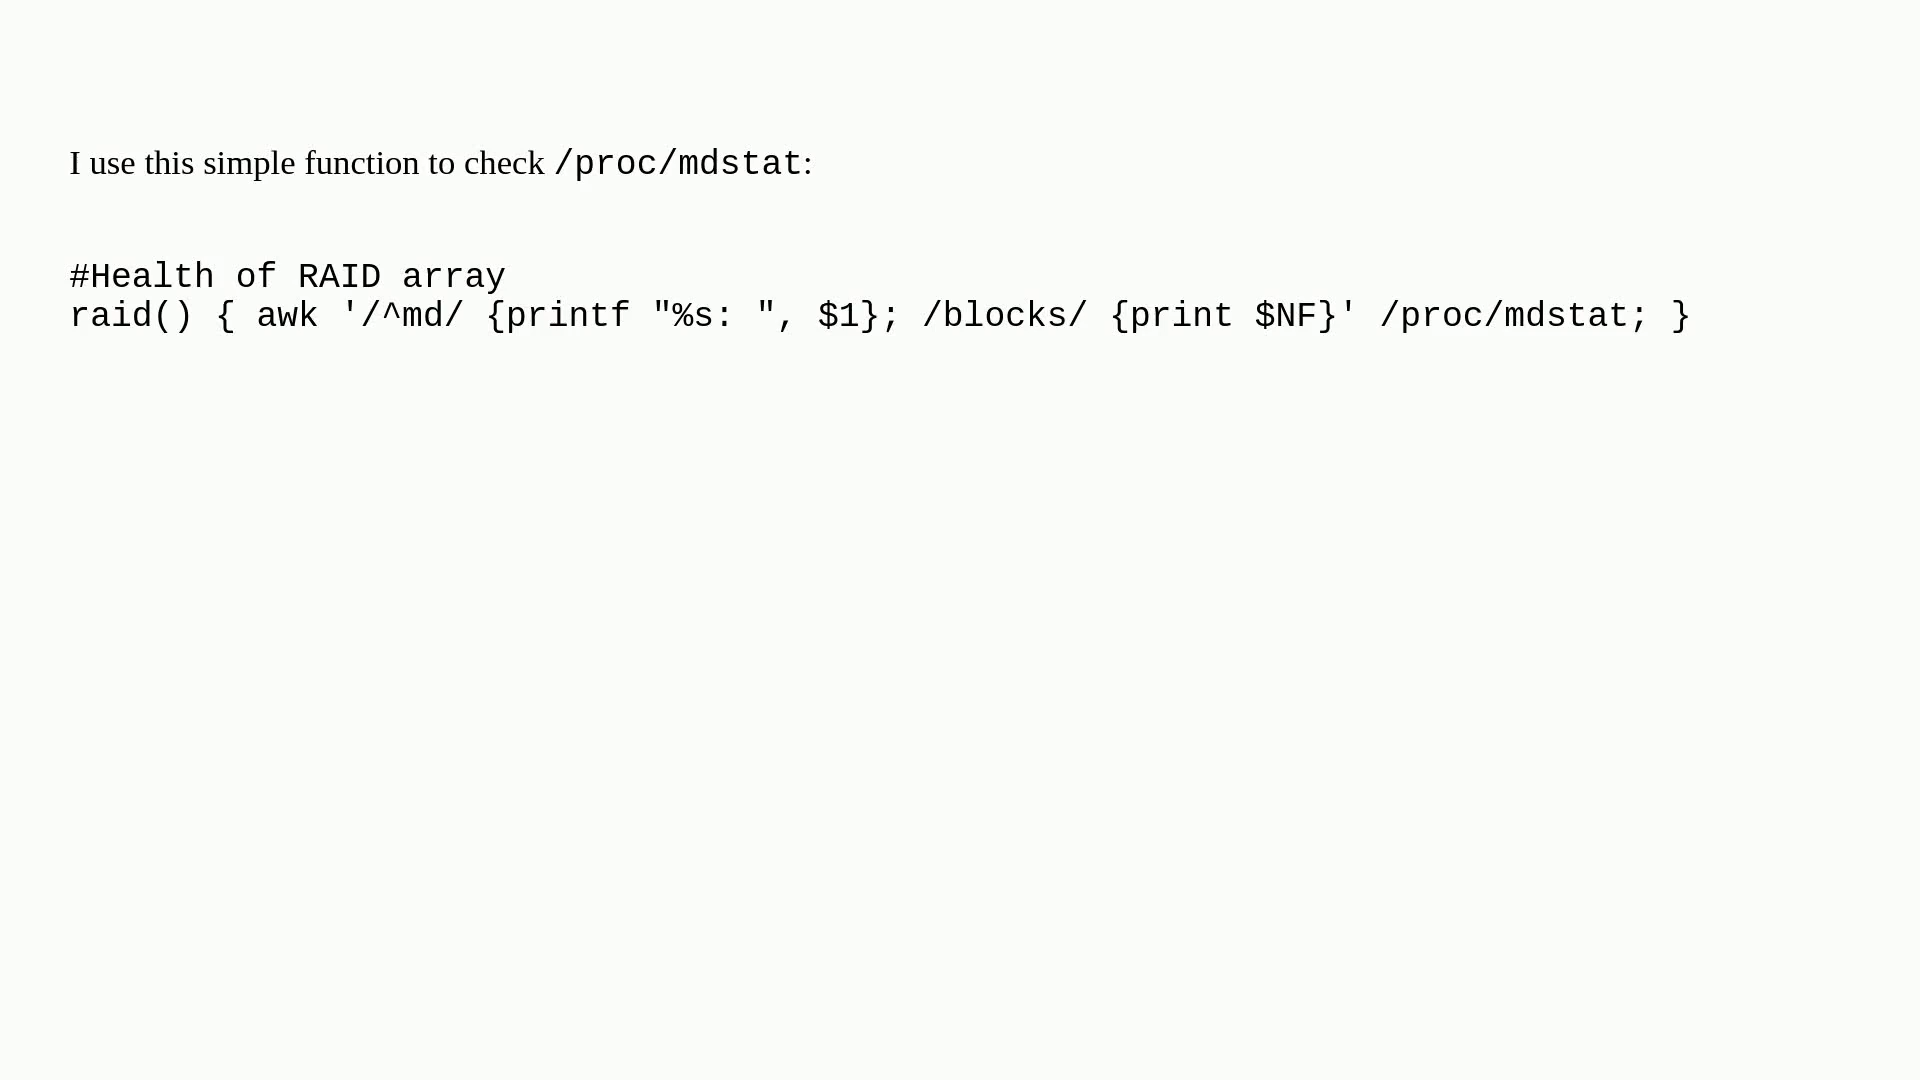 I use this simple function to check /proc/mdstat:
#Health of RAID array
raid() { awk '/^md/ {printf "%s: ", $1}; /blocks/ {print $NF}' /proc/mdstat; }